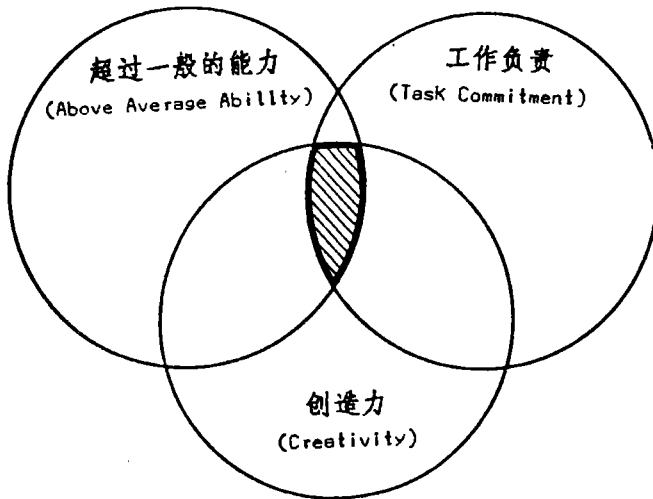 超过一般的能力
(Above Average Abillty)
工作负责
(Task Commitment)
创造力
(Creativity)